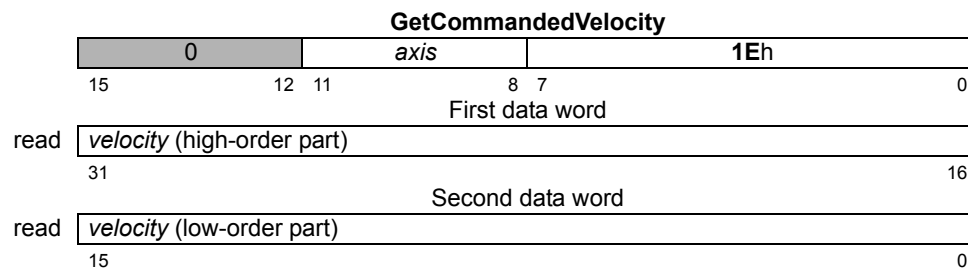 GetCommandedVelocity
0 axis 1Eh
15 12 11 8 7 0
First data word
read velocity (high-order part)
31 16
Second data word
read velocity (low-order part)
15 0